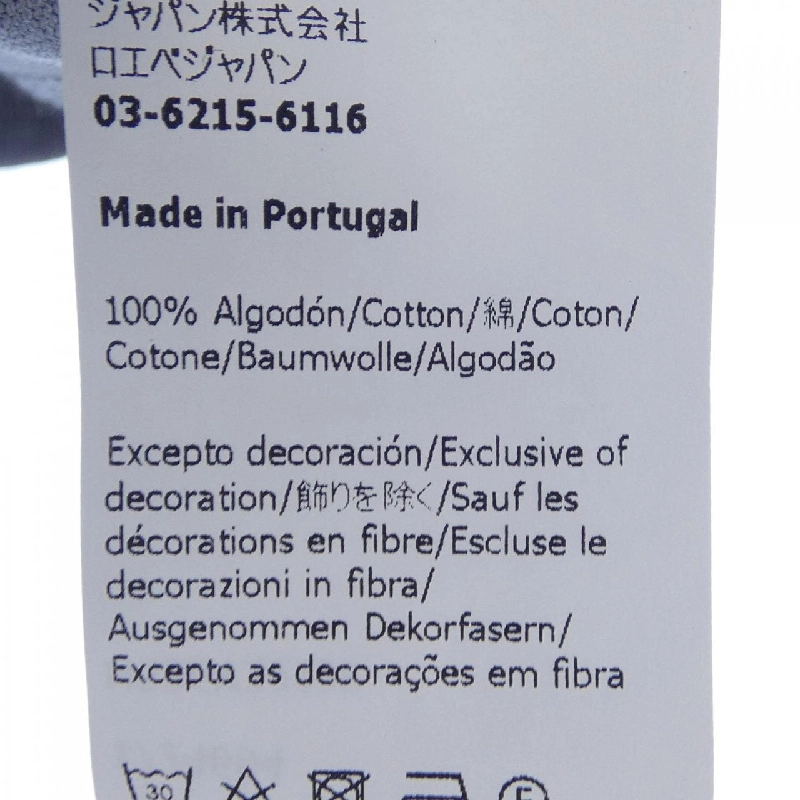 ジャパン株式会社
ロエベジャパン
03-6215-6116
Made in Portugal
100% Algodón/Cotton/綿/Coton/
Cotone/Baumwolle/Algodão
Excepto decoración/Exclusive of
decoration/飾りを除く/Sauf les
décorations en fibre/Escluse le
decorazioni in fibra/
Ausgenommen Dekorfasern/
Excepto as decorações em fibra
30